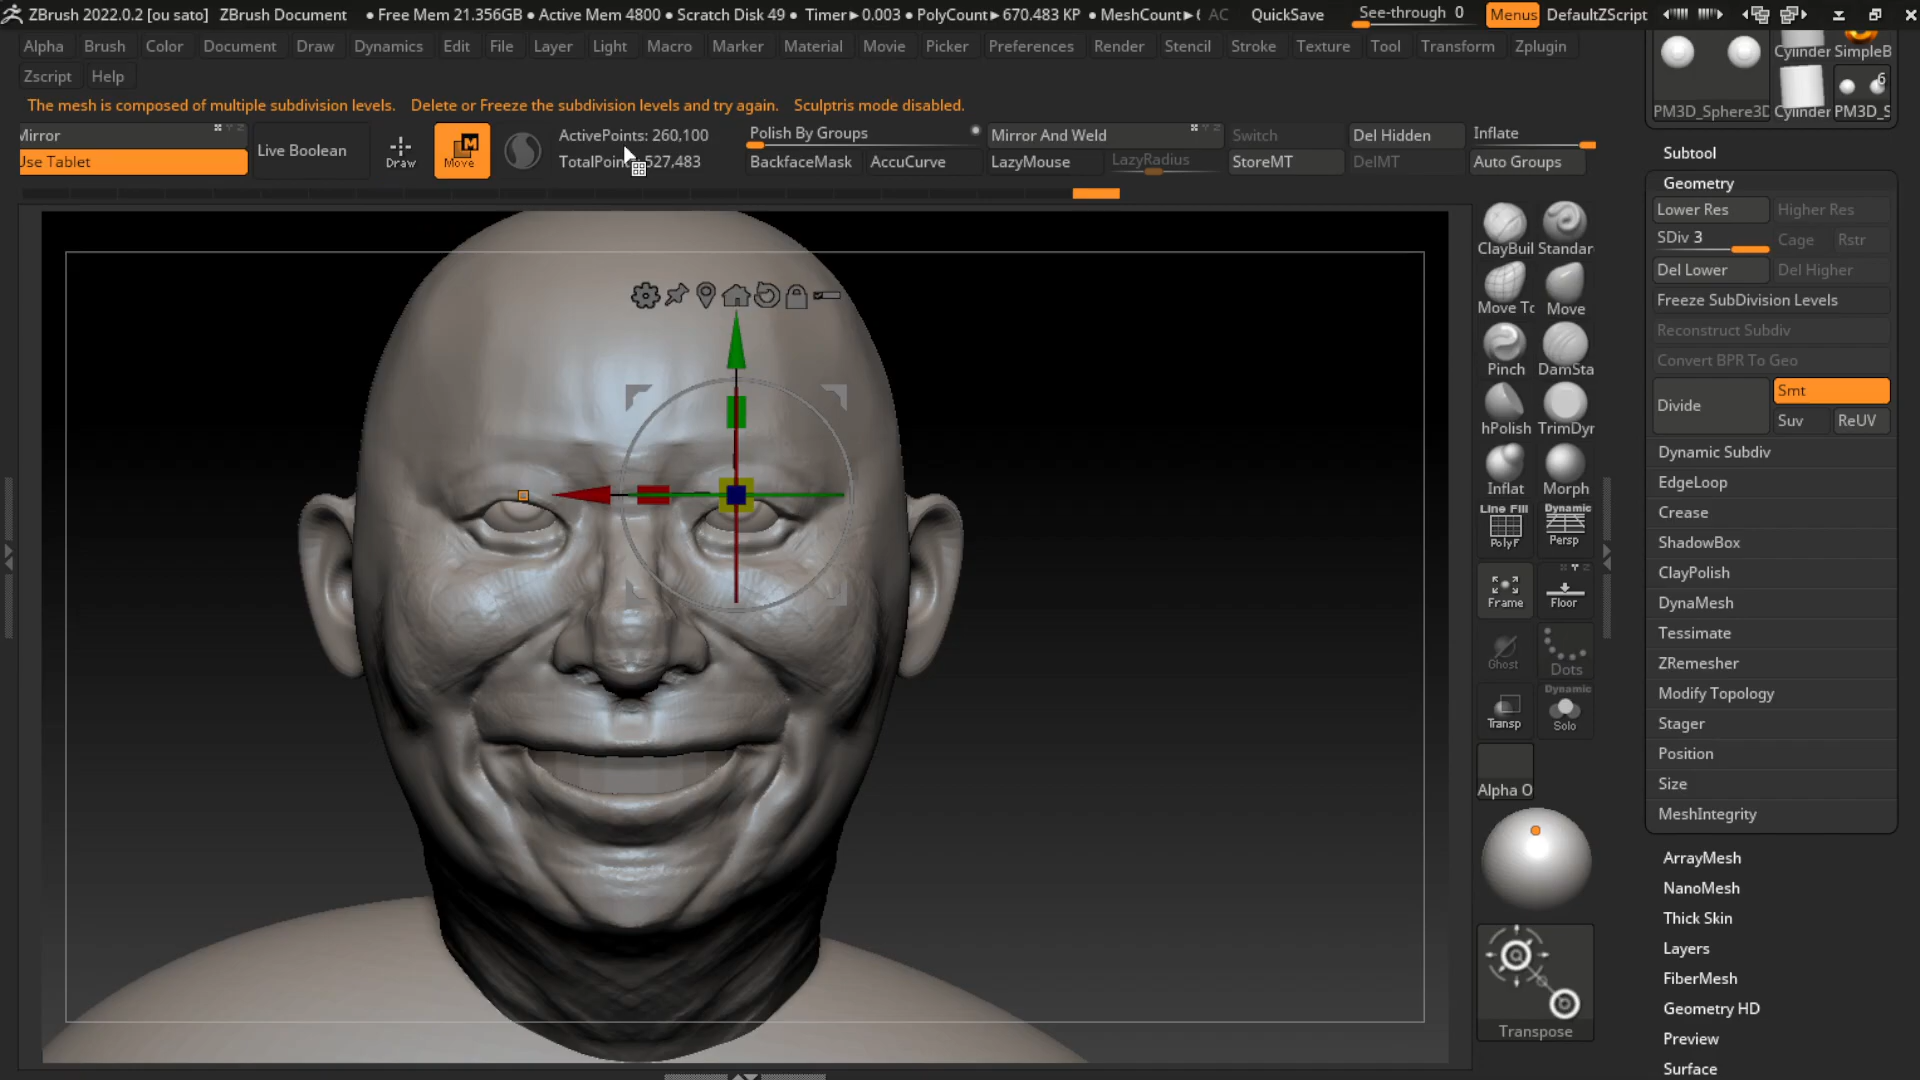 ZBrush 2022.0.2 [ou sato] ZBrush Document • Free Mem 21.356GB • Active Mem 4800 • Scratch Disk 49 • Timer▸0.003 • PolyCount▸670.483 KP • MeshCount▸ AC QuickSave See-through 0 Menus DefaultZScript
Alpha Brush Color Document Draw Dynamics Edit File Layer Light Macro Marker Material Movie Picker Preferences Render Stencil Stroke Texture Tool Transform Zplugin
Zscript Help
The mesh is composed of multiple subdivision levels. Delete or Freeze the subdivision levels and try again. Sculptris mode disabled.
Mirror
Use Tablet
Live Boolean
Draw
Move
ActivePoints: 260,100
TotalPoint 527,483
Polish By Groups
BackfaceMask AccuCurve
Mirror And Weld
LazyMouse LazyRadius
Switch Del Hidden
StoreMT DelMT
Inflate
Auto Groups
ClayBuil Standar
Move To Move
Pinch DamSta
hPolish TrimDyr
Inflat Morph
Line Fill Dynamic
PolyF Persp
Frame Floor
Ghost Dots
Dynamic
Transp Solo
Alpha O
Transpose
Cylinder SimpleB
6
PM3D_Sphere3D Cylinder PM3D_S
Subtool
Geometry
Lower Res Higher Res
SDiv 3 Cage Rstr
Del Lower Del Higher
Freeze SubDivision Levels
Reconstruct Subdiv
Convert BPR To Geo
Divide Smt
Suv ReUV
Dynamic Subdiv
EdgeLoop
Crease
ShadowBox
ClayPolish
DynaMesh
Tessimate
ZRemesher
Modify Topology
Stager
Position
Size
MeshIntegrity
ArrayMesh
NanoMesh
Thick Skin
Layers
FiberMesh
Geometry HD
Preview
Surface